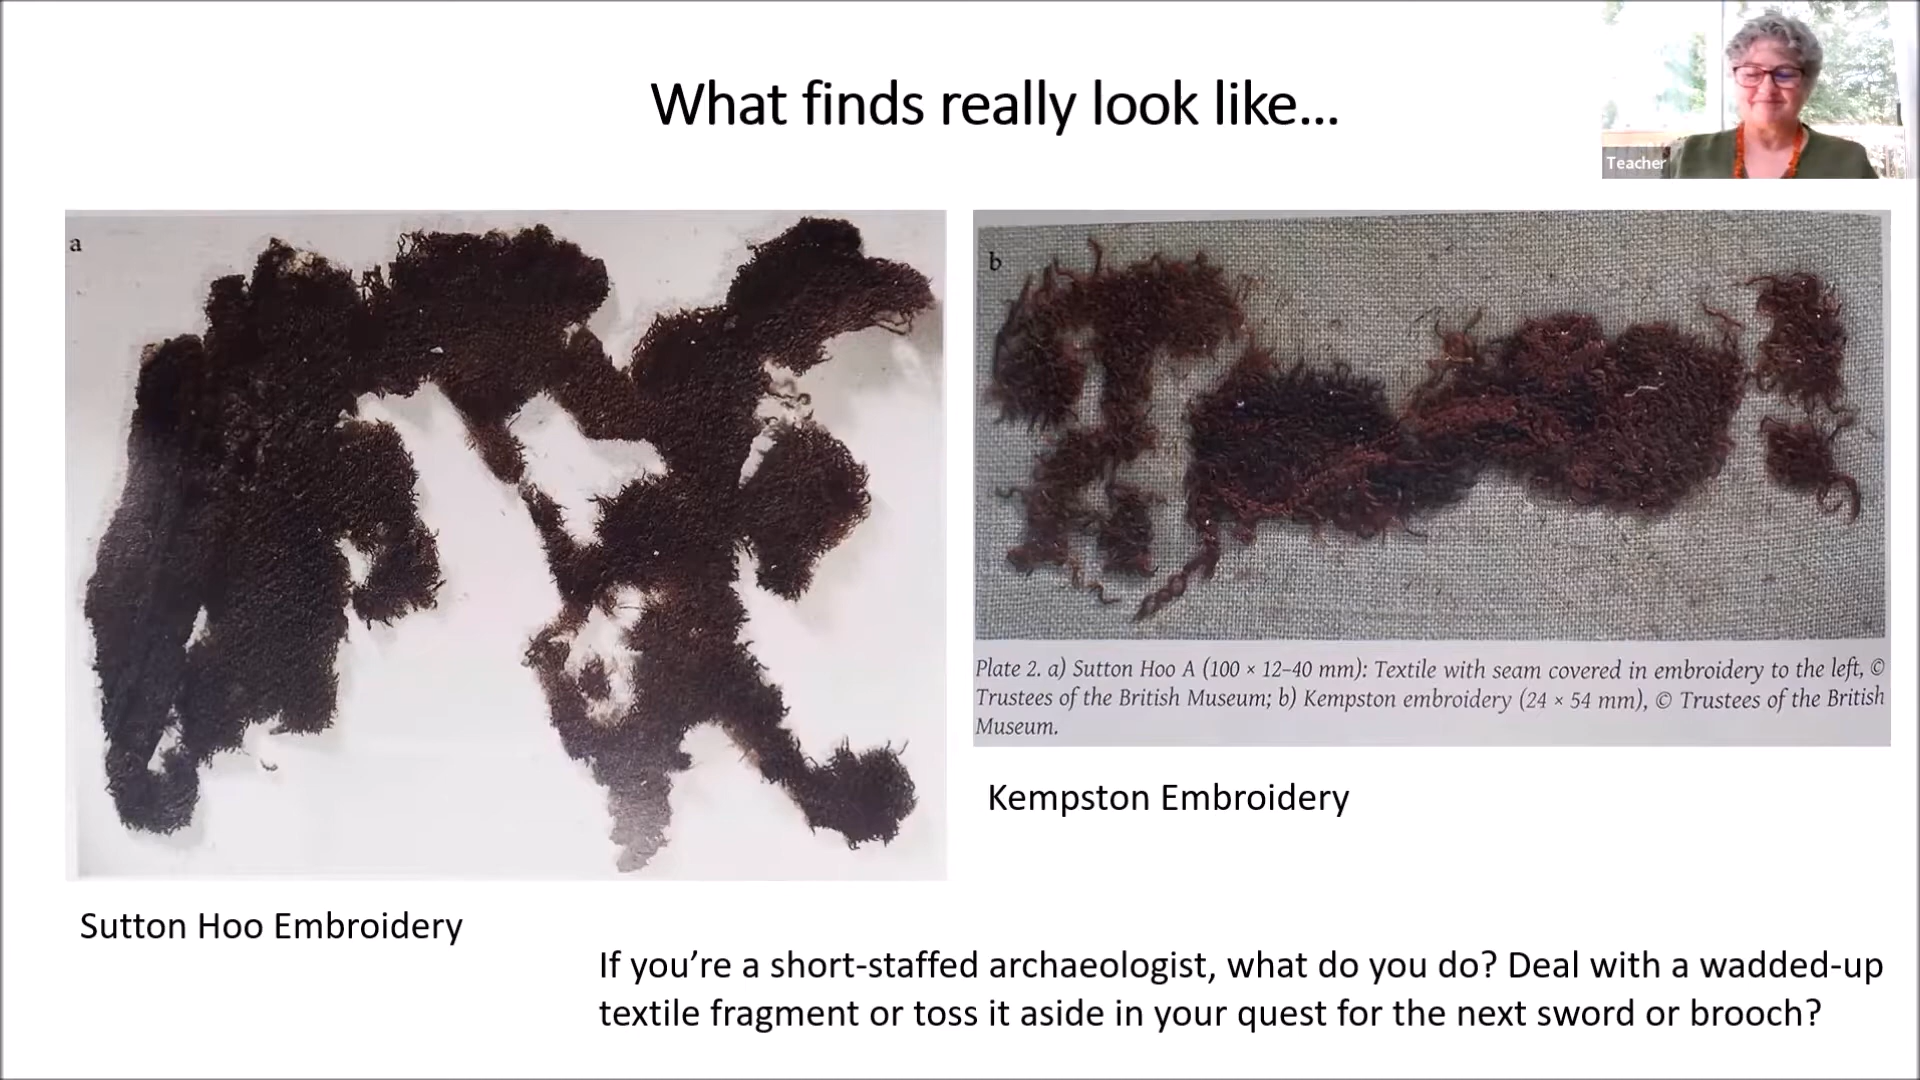 What finds really look like...
Teacher
a
b
Plate 2. a) Sutton Hoo A (100 × 12–40 mm): Textile with seam covered in embroidery to the left, ©
Trustees of the British Museum; b) Kempston embroidery (24 × 54 mm), © Trustees of the British
Museum.
Kempston Embroidery
Sutton Hoo Embroidery
If you’re a short-staffed archaeologist, what do you do? Deal with a wadded-up
textile fragment or toss it aside in your quest for the next sword or brooch?